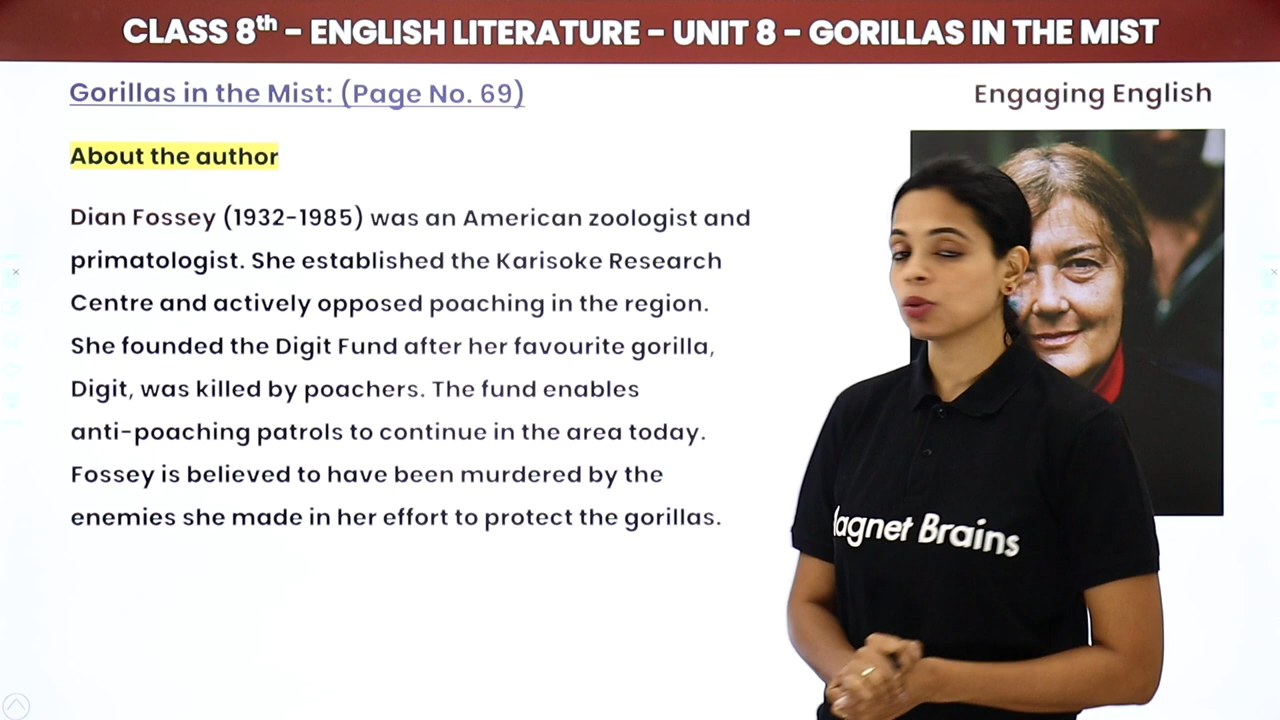 CLASS 8th – ENGLISH LITERATURE – UNIT 8 – GORILLAS IN THE MIST
Gorillas in the Mist: (Page No. 69)
Engaging English
About the author
Dian Fossey (1932-1985) was an American zoologist and
primatologist. She established the Karisoke Research
Centre and actively opposed poaching in the region.
She founded the Digit Fund after her favourite gorilla,
Digit, was killed by poachers. The fund enables
anti-poaching patrols to continue in the area today.
Fossey is believed to have been murdered by the
enemies she made in her effort to protect the gorillas.
agnet Brains